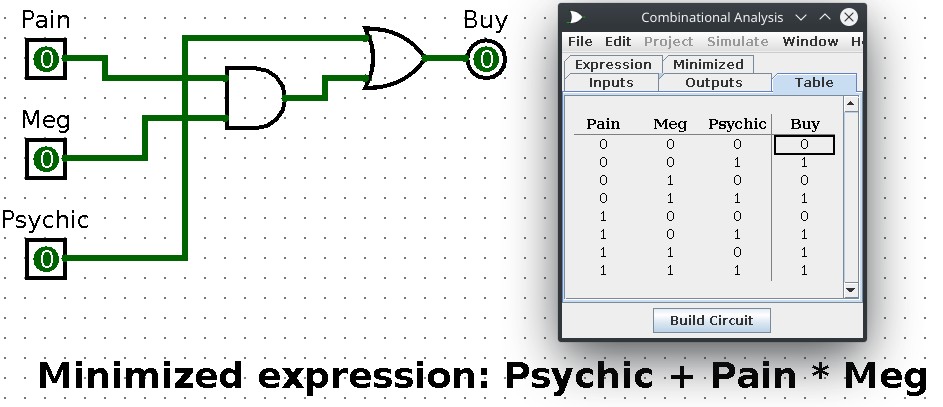 Pain
0
Meg
0
Psychic
0
Buy
0
Combinational Analysis
File Edit Project Simulate Window H
Expression Minimized
Inputs Outputs Table
Pain Meg Psychic Buy
0 0 0 0
0 0 1 1
0 1 0 0
0 1 1 1
1 0 0 0
1 0 1 1
1 1 0 1
1 1 1 1
Build Circuit
Minimized expression: Psychic + Pain * Meg